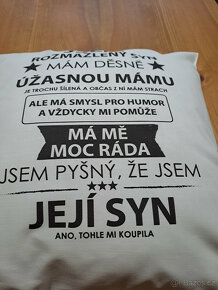 ROZMAZLENÝ SYN
MÁM DĚSNĚ
ÚŽASNOU MÁMU
JE TROCHU ŠÍLENÁ A OBČAS Z NÍ MÁM STRACH
ALE MÁ SMYSL PRO HUMOR
A VŽDYCKY MI POMŮŽE
MÁ MĚ
MOC RÁDA
JSEM PYŠNÝ, ŽE JSEM
JEJÍ SYN
ANO, TOHLE MI KOUPILA